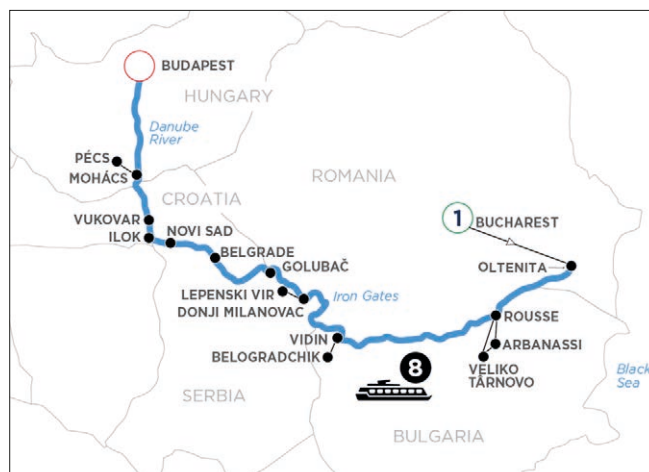 BUDAPEST
HUNGARY
Danube
River
PÉCS
MOHÁCS
ROMANIA
CROATIA
VUKOVAR
NOVI SAD
ILOK
1
BUCHAREST
BELGRADE
GOLUBAČ
OLTENITA
LEPENSKI VIR
Iron Gates
DONJI MILANOVAC
ROUSSE
VIDIN
ARBANASSI
BELOGRADCHIK
8
VELIKO
TÁRNOVO
Black
Sea
SERBIA
BULGARIA